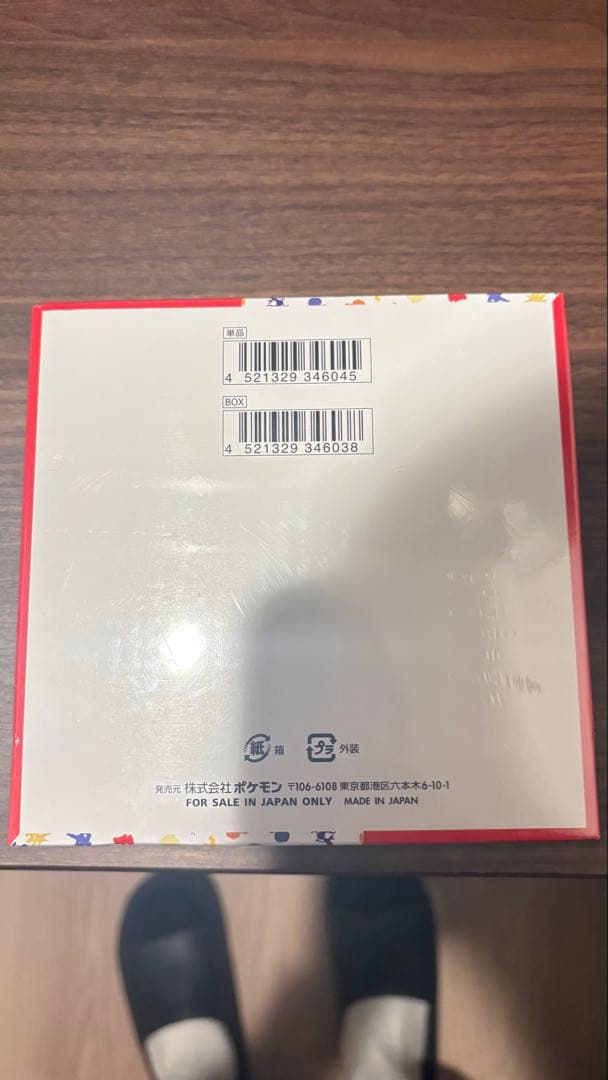 単品
4 521329 346045
BOX
4 521329 346038
紙 箱 プラ 外装
発売元 株式会社ポケモン 〒106-6108 東京都港区六本木6-10-1
FOR SALE IN JAPAN ONLY MADE IN JAPAN